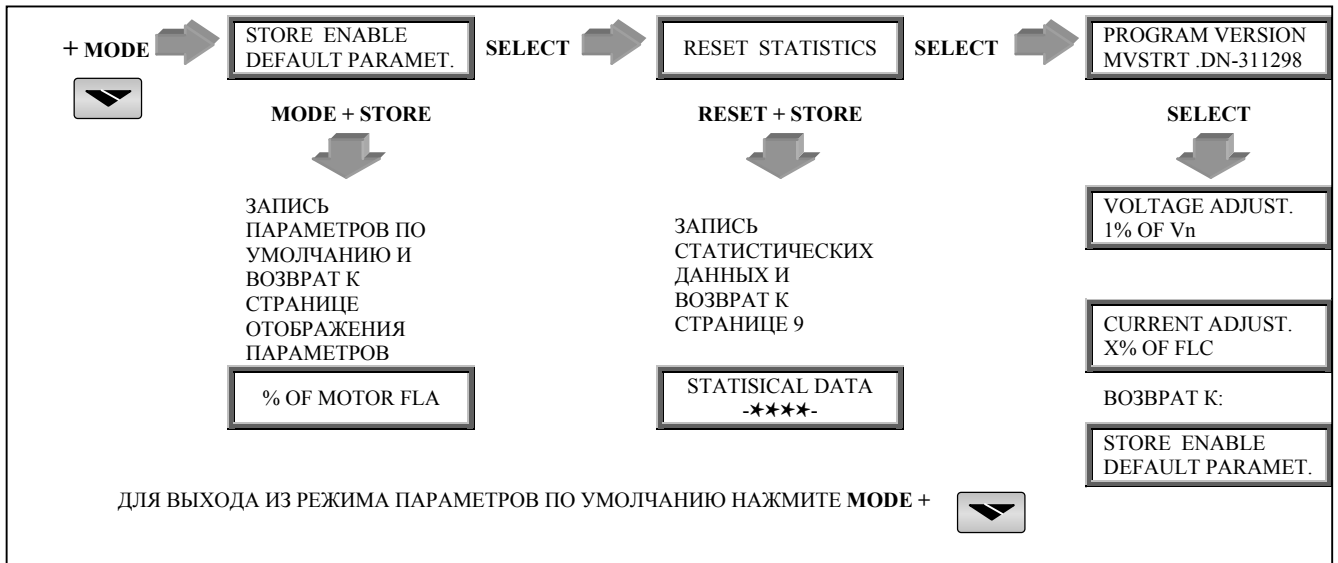 + MODE
STORE ENABLE
DEFAULT PARAMET.
SELECT
RESET STATISTICS
SELECT
PROGRAM VERSION
MVSTRT .DN-311298
MODE + STORE
RESET + STORE
SELECT
ЗАПИСЬ
ПАРАМЕТРОВ ПО
УМОЛЧАНИЮ И
ВОЗВРАТ К
СТРАНИЦЕ
ОТОБРАЖЕНИЯ
ПАРАМЕТРОВ
ЗАПИСЬ
СТАТИСТИЧЕСКИХ
ДАННЫХ И
ВОЗВРАТ К
СТРАНИЦЕ 9
VOLTAGE ADJUST.
1% OF Vn
CURRENT ADJUST.
X% OF FLC
% OF MOTOR FLA
STATISICAL DATA
-★★★★-
ВОЗВРАТ К:
STORE ENABLE
DEFAULT PARAMET.
ДЛЯ ВЫХОДА ИЗ РЕЖИМА ПАРАМЕТРОВ ПО УМОЛЧАНИЮ НАЖМИТЕ MODE +